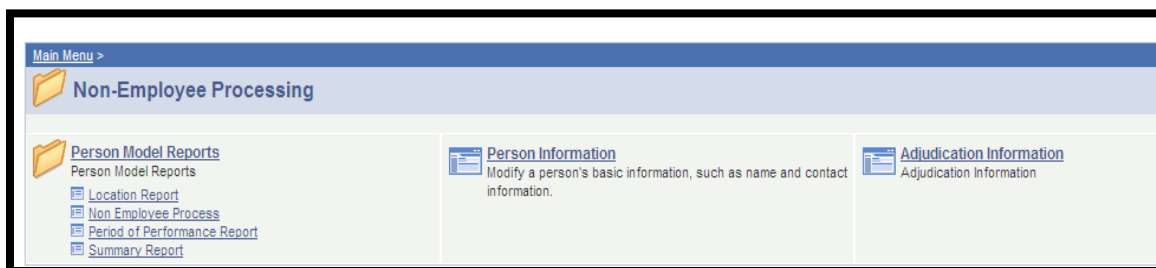 Main Menu >
Non-Employee Processing
Person Model Reports
Person Model Reports
Location Report
Non Employee Process
Period of Performance Report
Summary Report
Person Information
Modify a person's basic information, such as name and contact
information.
Adjudication Information
Adjudication Information